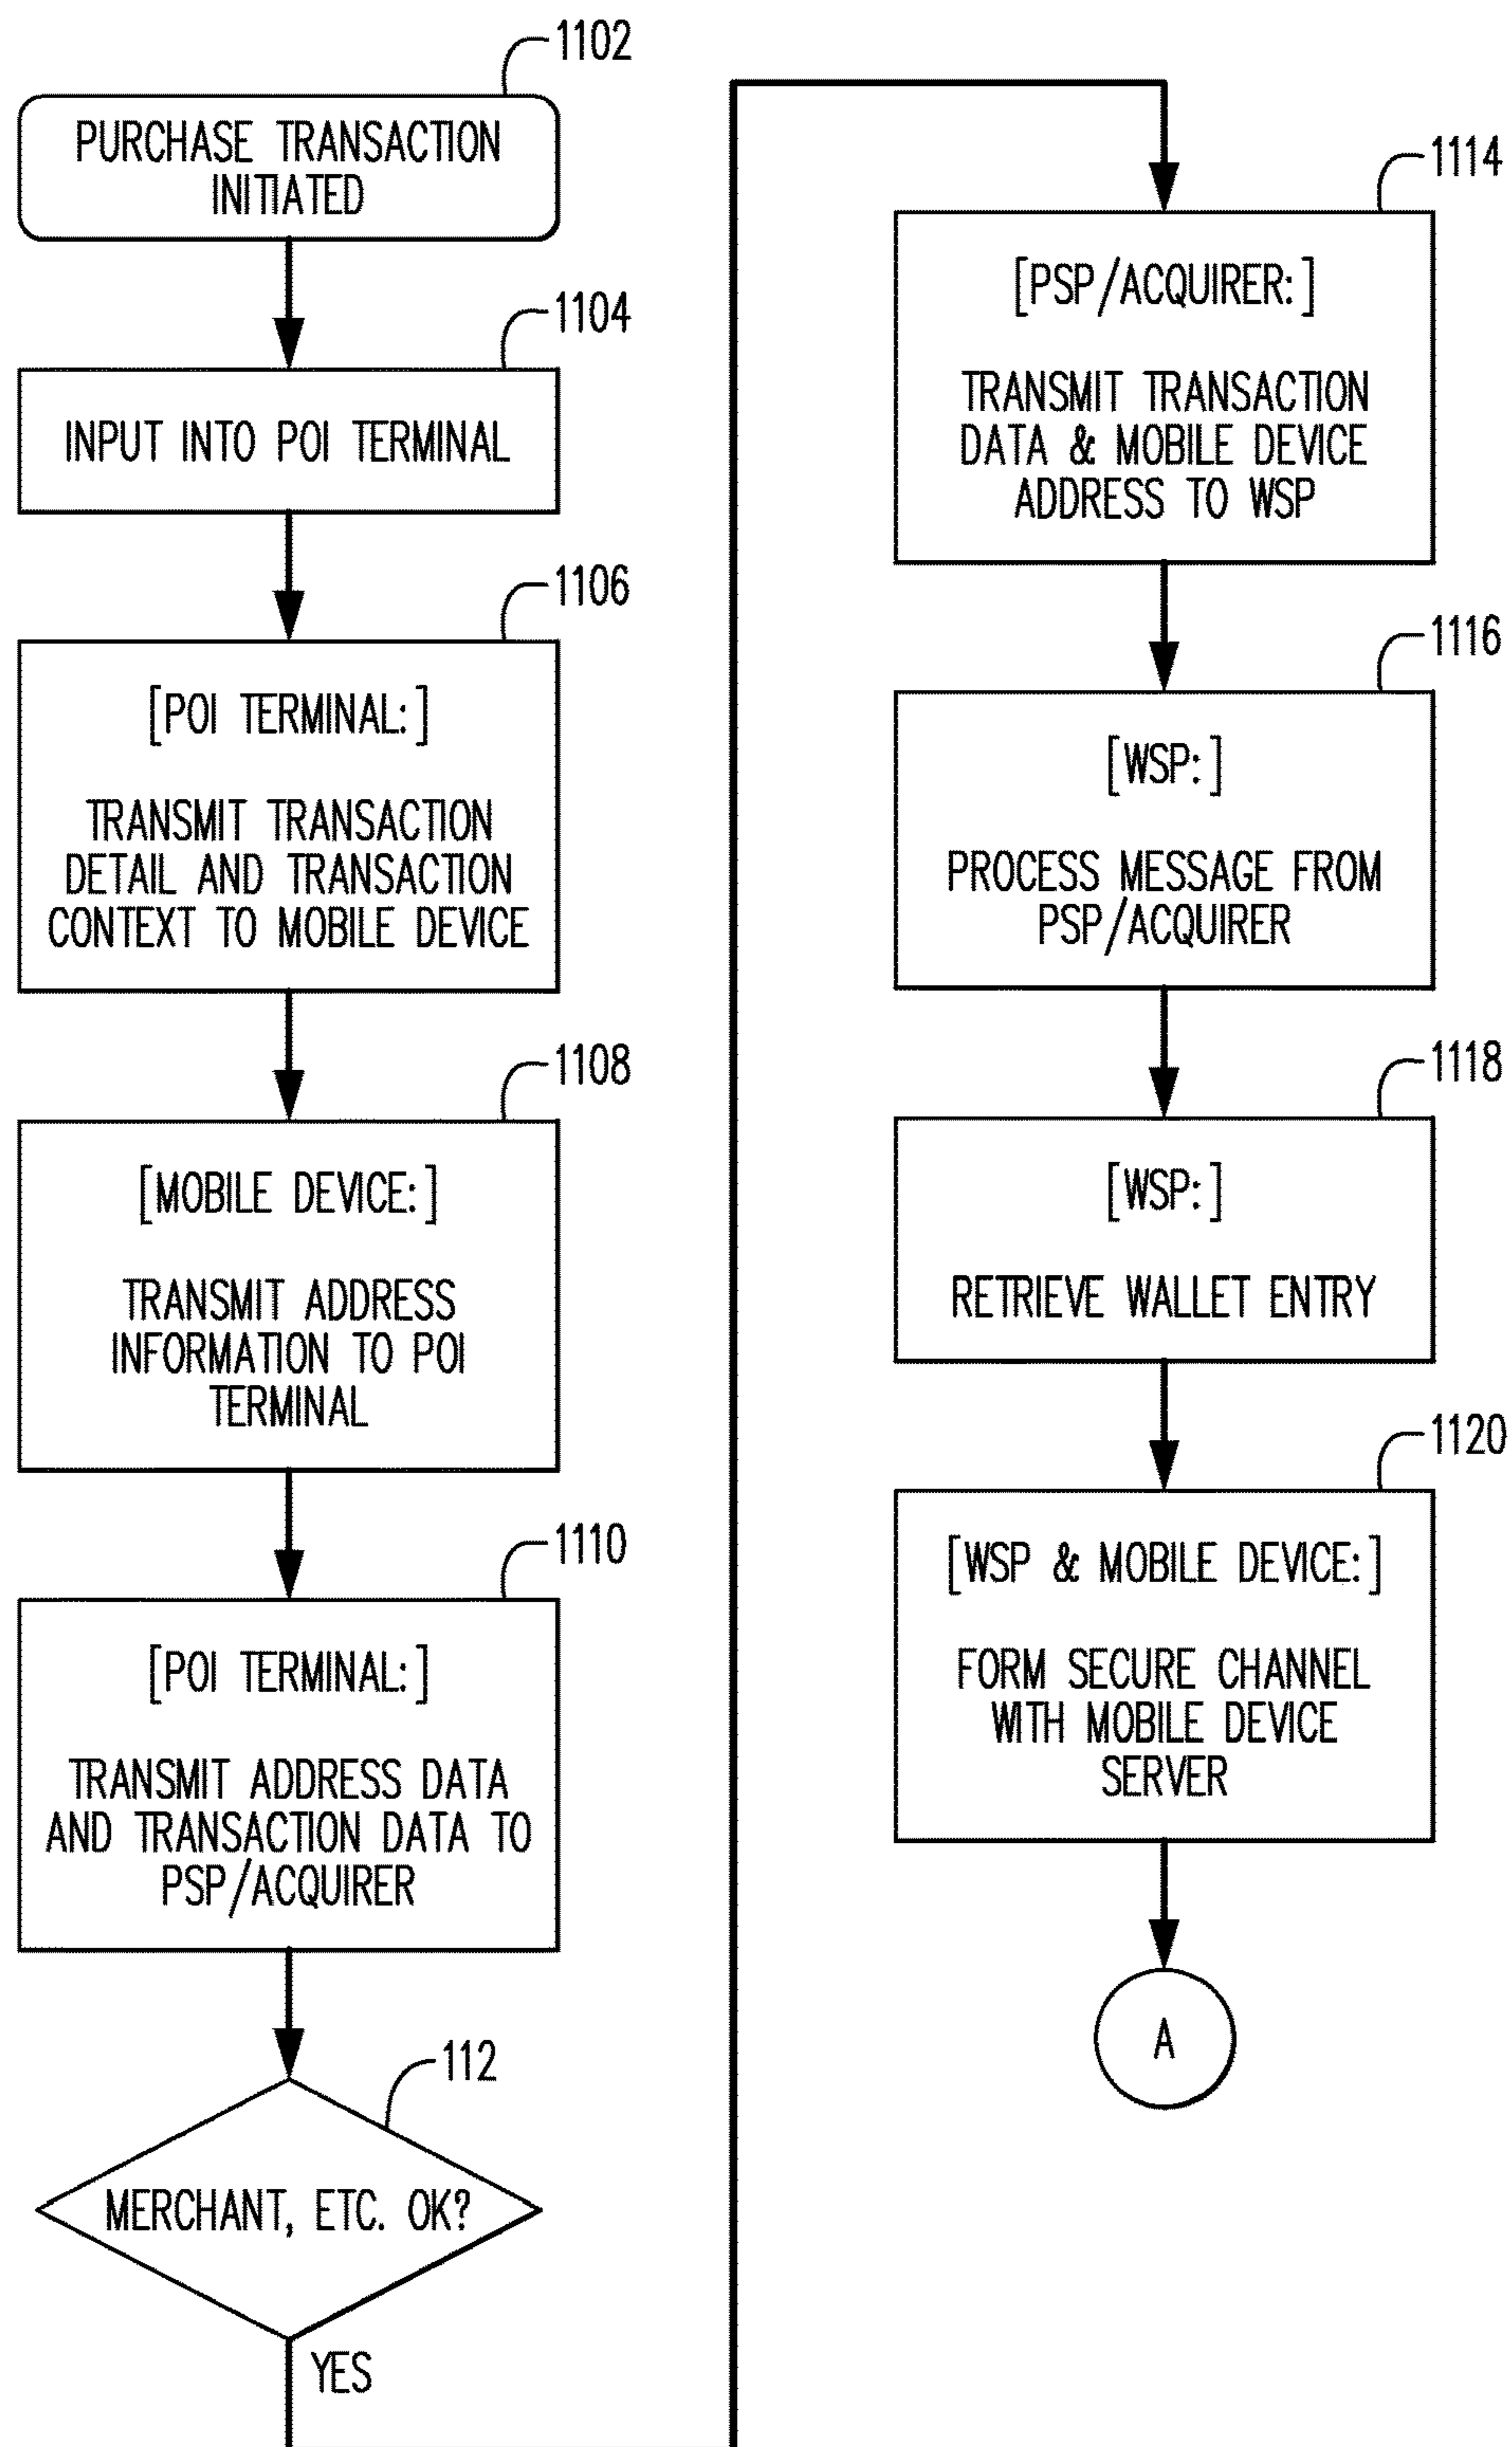 1102
PURCHASE TRANSACTION
INITIATED
1104
INPUT INTO POI TERMINAL
1106
[POI TERMINAL:]
TRANSMIT TRANSACTION
DETAIL AND TRANSACTION
CONTEXT TO MOBILE DEVICE
1108
[MOBILE DEVICE:]
TRANSMIT ADDRESS
INFORMATION TO POI
TERMINAL
1110
[POI TERMINAL:]
TRANSMIT ADDRESS DATA
AND TRANSACTION DATA TO
PSP/ACQUIRER
112
MERCHANT, ETC. OK?
YES
1114
[PSP/ACQUIRER:]
TRANSMIT TRANSACTION
DATA & MOBILE DEVICE
ADDRESS TO WSP
1116
[WSP:]
PROCESS MESSAGE FROM
PSP/ACQUIRER
1118
[WSP:]
RETRIEVE WALLET ENTRY
1120
[WSP & MOBILE DEVICE:]
FORM SECURE CHANNEL
WITH MOBILE DEVICE
SERVER
A